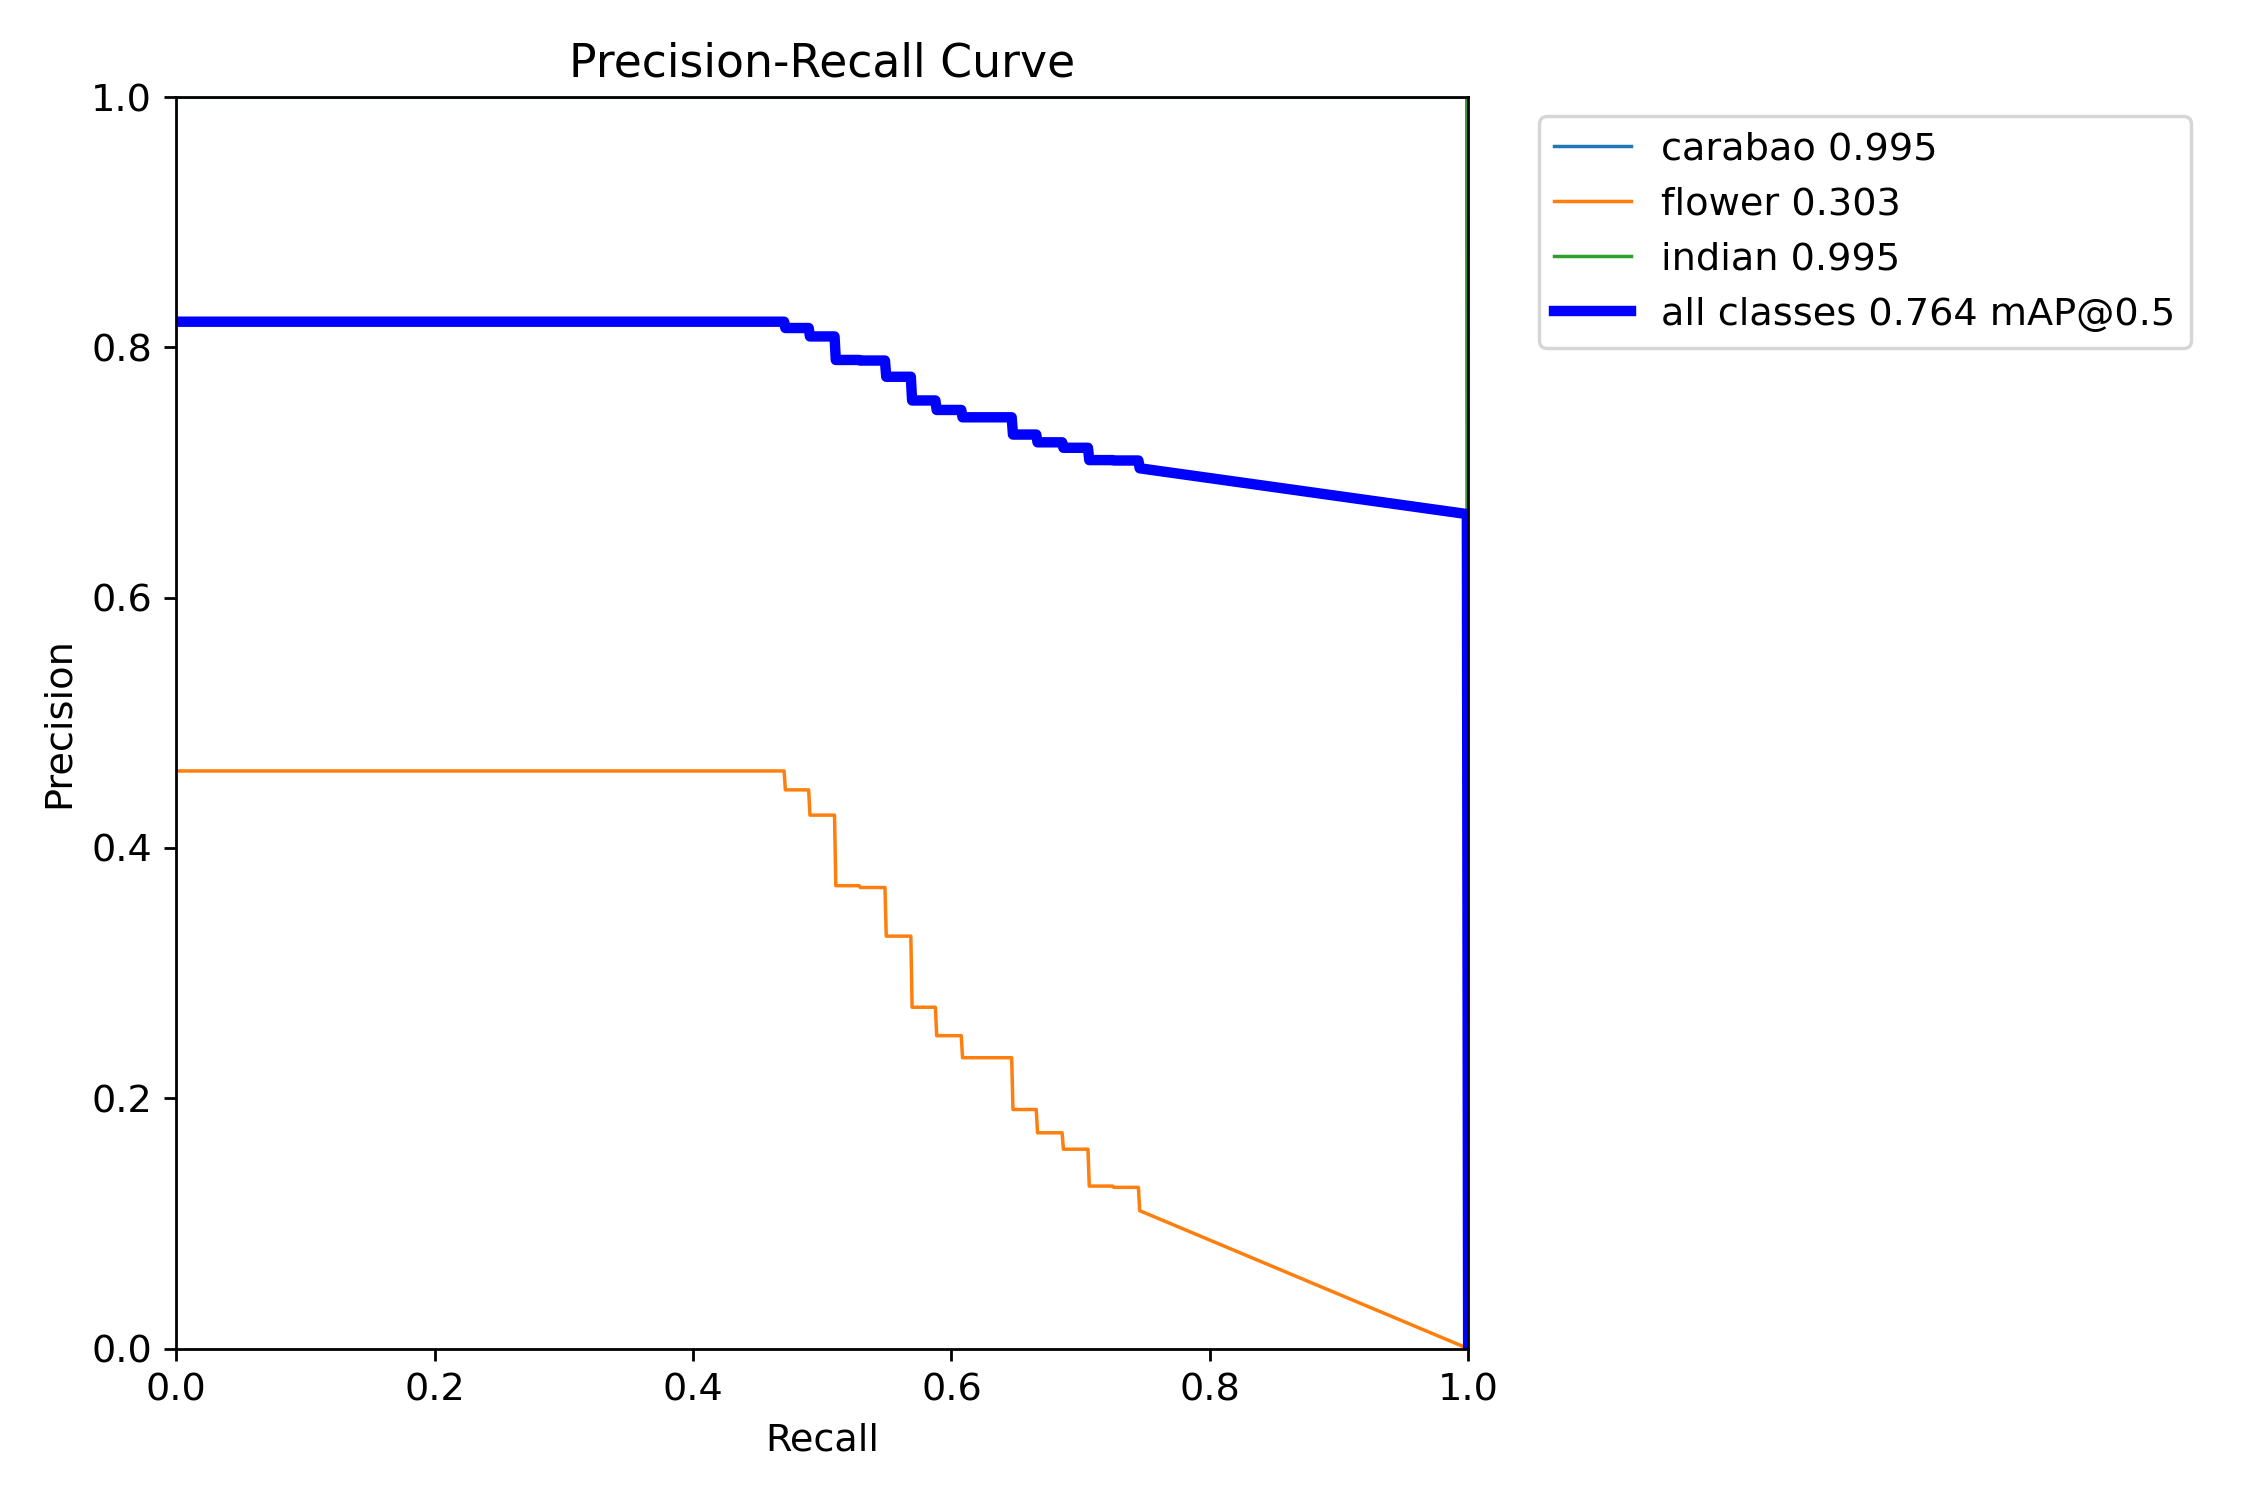 Precision-Recall Curve
1.0
0.8
0.6
0.4
0.2
0.0
Precision
0.0 0.2 0.4 0.6 0.8 1.0
Recall
carabao 0.995
flower 0.303
indian 0.995
all classes 0.764 mAP@0.5